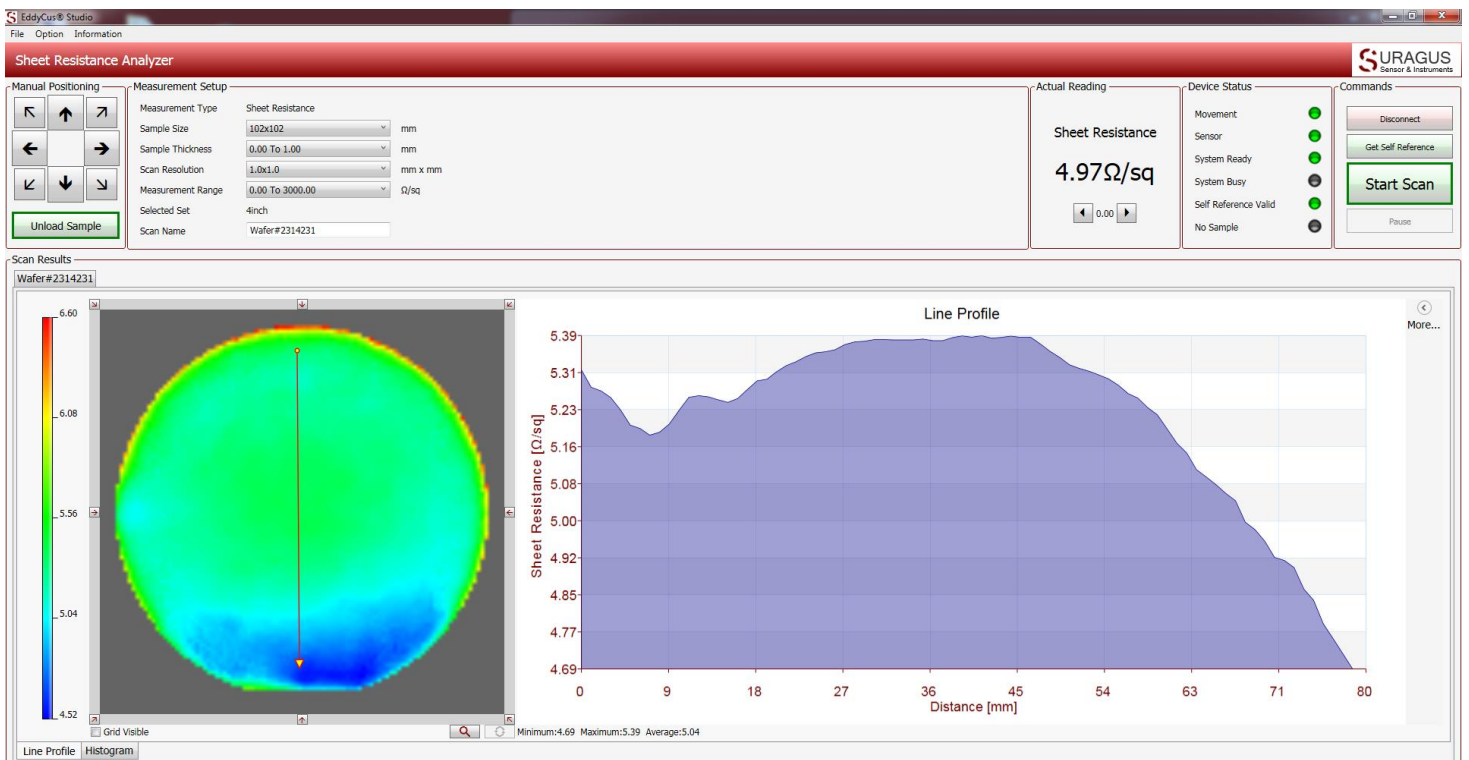 EddyCus® Studio
File Option Information
Sheet Resistance Analyzer
SURAGUS
Sensor & Instruments
Manual Positioning
Unload Sample
Measurement Setup
Measurement Type Sheet Resistance
Sample Size 102x102 mm
Sample Thickness 0.00 To 1.00 mm
Scan Resolution 1.0x1.0 mm x mm
Measurement Range 0.00 To 3000.00 Ω/sq
Selected Set 4inch
Scan Name Wafer#2314231
Actual Reading
Sheet Resistance
4.97Ω/sq
0.00
Device Status
Movement
Sensor
System Ready
System Busy
Self Reference Valid
No Sample
Commands
Disconnect
Get Self Reference
Start Scan
Pause
Scan Results
Wafer#2314231
6.60
6.08
5.56
5.04
4.52
Grid Visible
Line Profile
More...
Sheet Resistance [Ω/sq]
5.39
5.31
5.23
5.16
5.08
5.00
4.92
4.85
4.77
4.69
0 9 18 27 36 45 54 63 71 80
Distance [mm]
Minimum:4.69 Maximum:5.39 Average:5.04
Line Profile Histogram